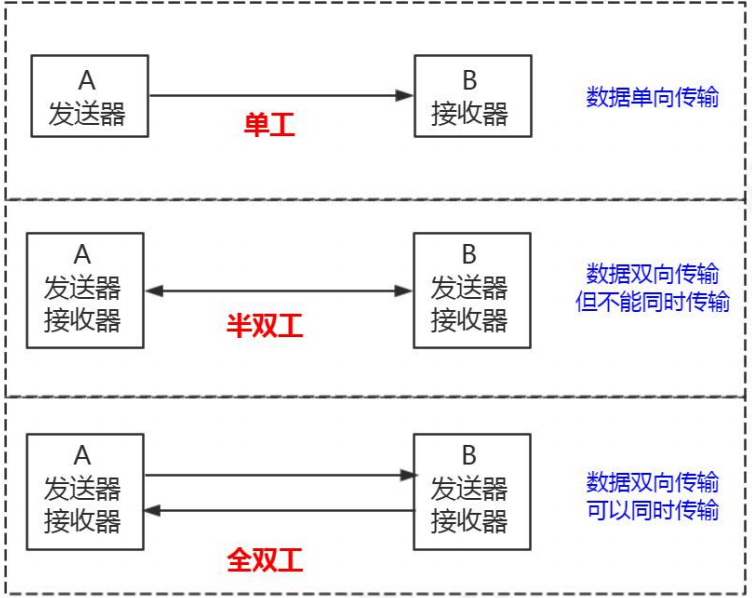 A
发送器
单工
B
接收器
数据单向传输
A
发送器
接收器
半双工
B
发送器
接收器
数据双向传输
但不能同时传输
A
发送器
接收器
全双工
B
发送器
接收器
数据双向传输
可以同时传输